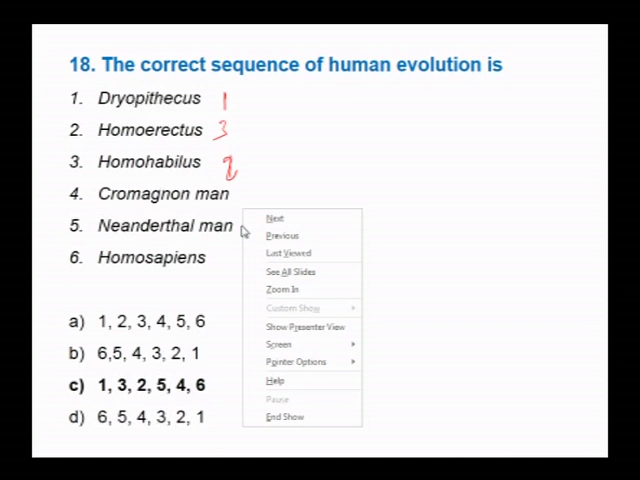 18. The correct sequence of human evolution is
1. Dryopithecus 1
2. Homoerectus 3
3. Homohabilus 2
4. Cromagnon man
5. Neanderthal man
6. Homosapiens
a) 1, 2, 3, 4, 5, 6
b) 6,5, 4, 3, 2, 1
c) 1, 3, 2, 5, 4, 6
d) 6, 5, 4, 3, 2, 1
Next
Previous
Last Viewed
See All Slides
Zoom In
Custom Show
Show Presenter View
Screen
Pointer Options
Help
Pause
End Show